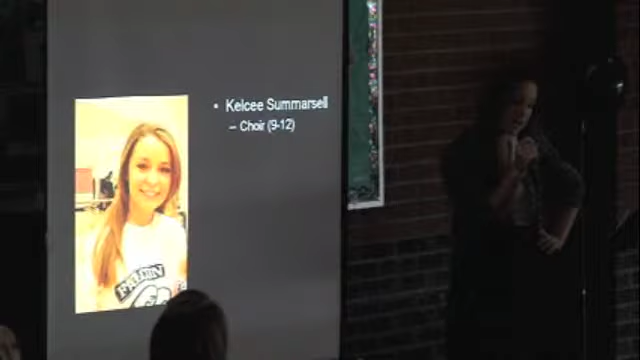 • Kelcee Summarsell
– Choir (9-12)